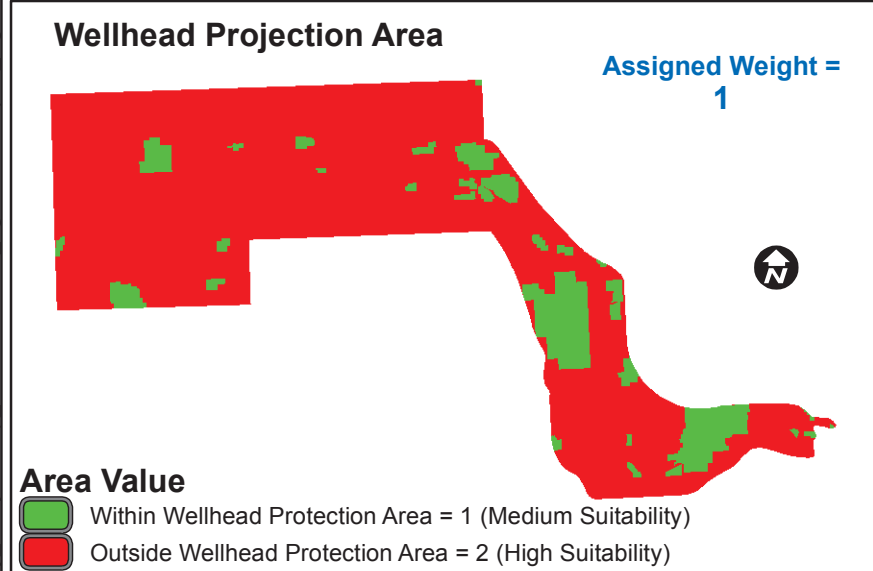 Wellhead Projection Area
Assigned Weight =
1
N
Area Value
Within Wellhead Protection Area = 1 (Medium Suitability)
Outside Wellhead Protection Area = 2 (High Suitability)